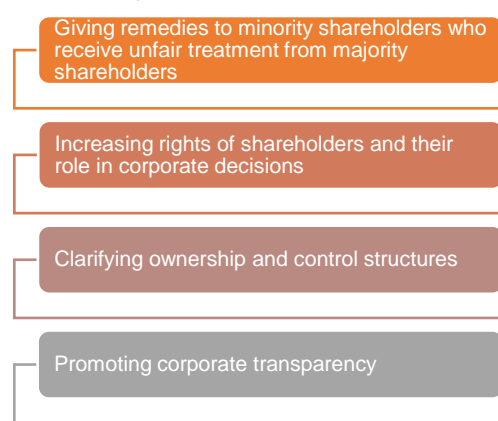 Giving remedies to minority shareholders who
receive unfair treatment from majority
shareholders
Increasing rights of shareholders and their
role in corporate decisions
Clarifying ownership and control structures
Promoting corporate transparency